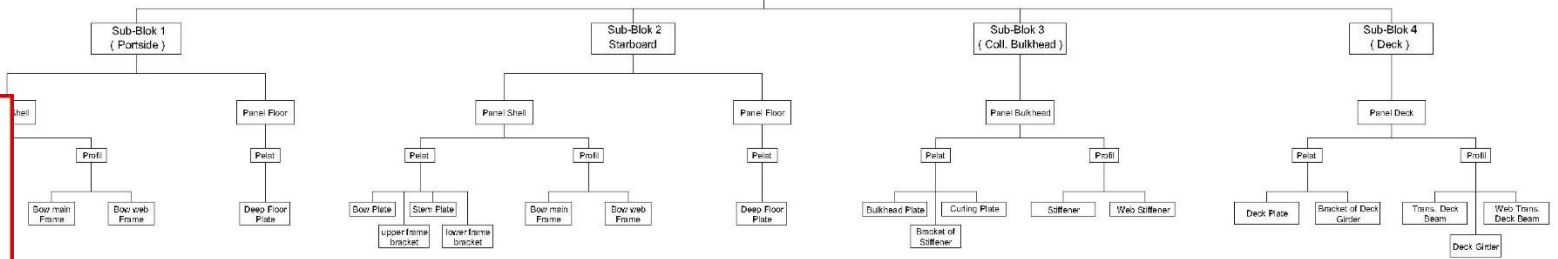 Sub-Blok 1
( Portside )
Sub-Blok 2
Starboard
Sub-Blok 3
( Coll. Bulkhead )
Sub-Blok 4
( Deck )
Shell
Panel Floor
Panel Shell
Panel Floor
Panel Bulkhead
Panel Deck
Profil
Pelat
Pelat
Profil
Pelat
Pelat
Profil
Pelat
Profil
Bow main
Frame
Bow web
Frame
Deep Floor
Plate
Bow Plate
upper frame
bracket
Stem Plate
lower frame
bracket
Bow main
Frame
Bow web
Frame
Deep Floor
Plate
Bulkhead Plate
Bracket of
Stiffener
Curling Plate
Stiffener
Web Stiffener
Deck Plate
Bracket of Deck
Girder
Trans. Deck
Beam
Deck Girder
Web Trans.
Deck Beam